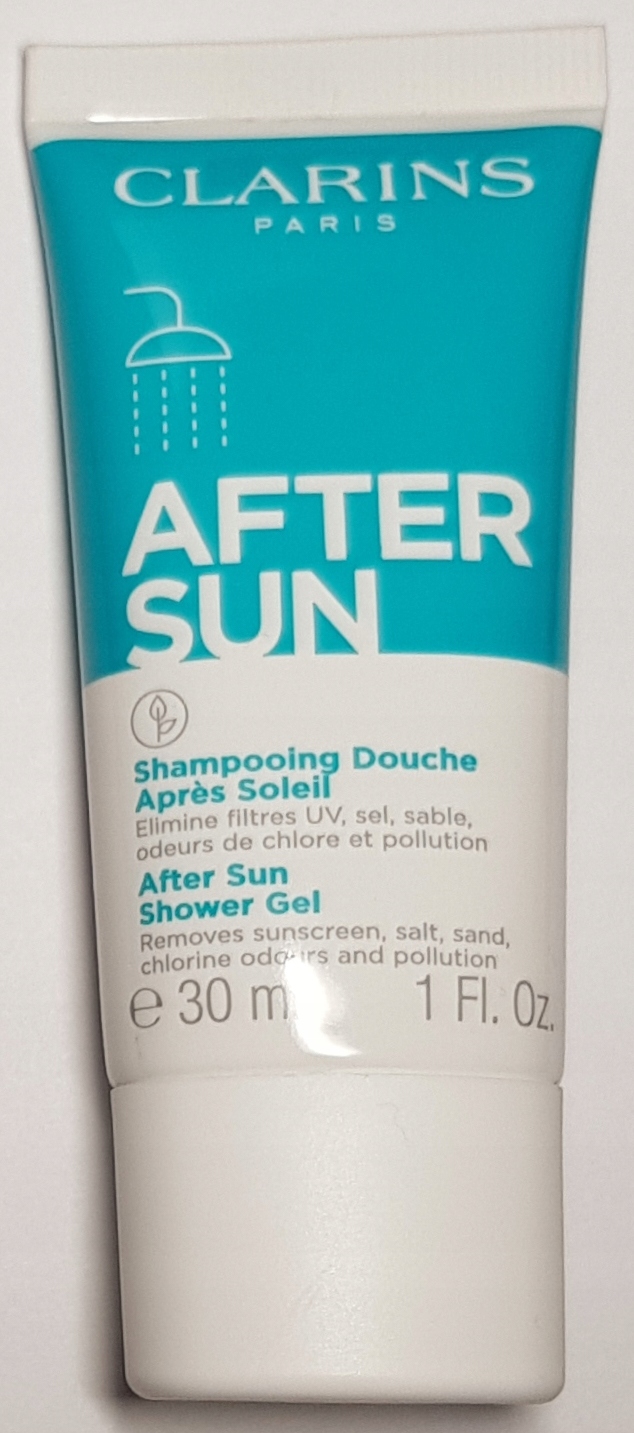 CLARINS
PARIS
AFTER
SUN
Shampooing Douche
Après Soleil
Elimine filtres UV, sel, sable,
odeurs de chlore et pollution
After Sun
Shower Gel
Removes sunscreen, salt, sand,
chlorine odours and pollution
℮ 30 m 1 Fl. Oz.